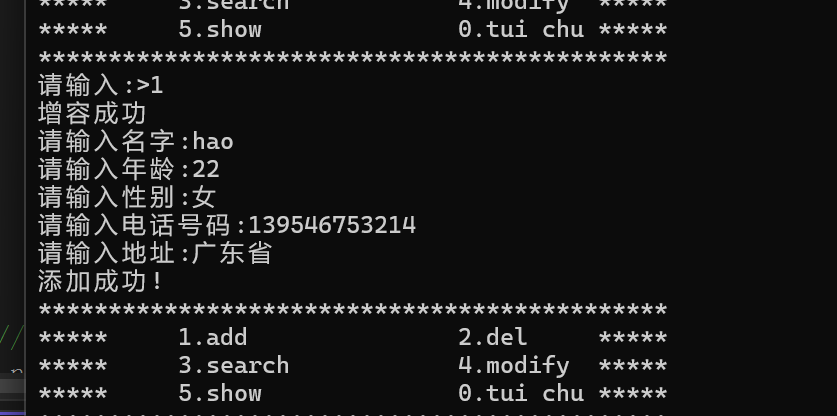 ***** 3.search 4.modify *****
***** 5.show 0.tui chu *****
*********************************************
请输入:>1
增容成功
请输入名字:hao
请输入年龄:22
请输入性别:女
请输入电话号码:139546753214
请输入地址:广东省
添加成功!
*********************************************
***** 1.add 2.del *****
***** 3.search 4.modify *****
***** 5.show 0.tui chu *****
//